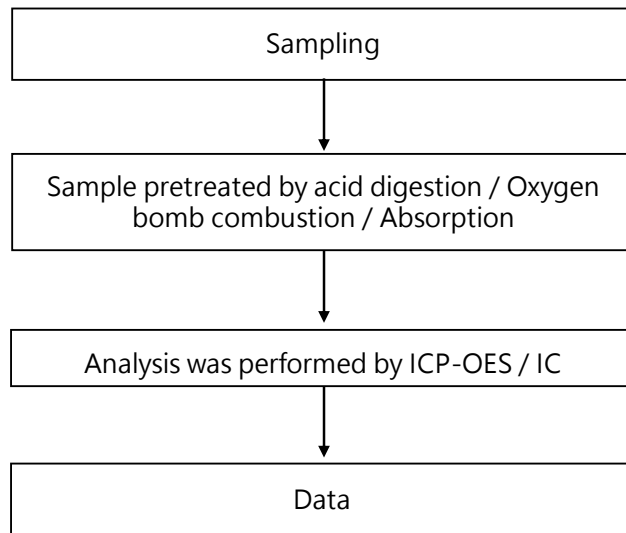 Sampling
Sample pretreated by acid digestion / Oxygen
bomb combustion / Absorption
Analysis was performed by ICP-OES / IC
Data